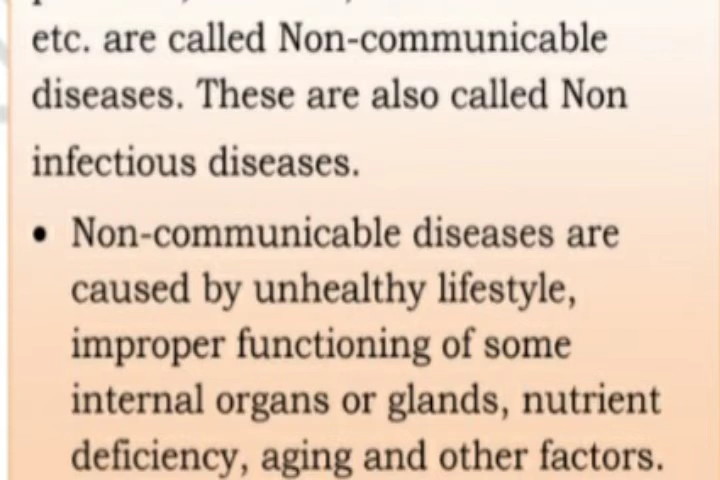 etc. are called Non-communicable
diseases. These are also called Non
infectious diseases.
• Non-communicable diseases are
caused by unhealthy lifestyle,
improper functioning of some
internal organs or glands, nutrient
deficiency, aging and other factors.